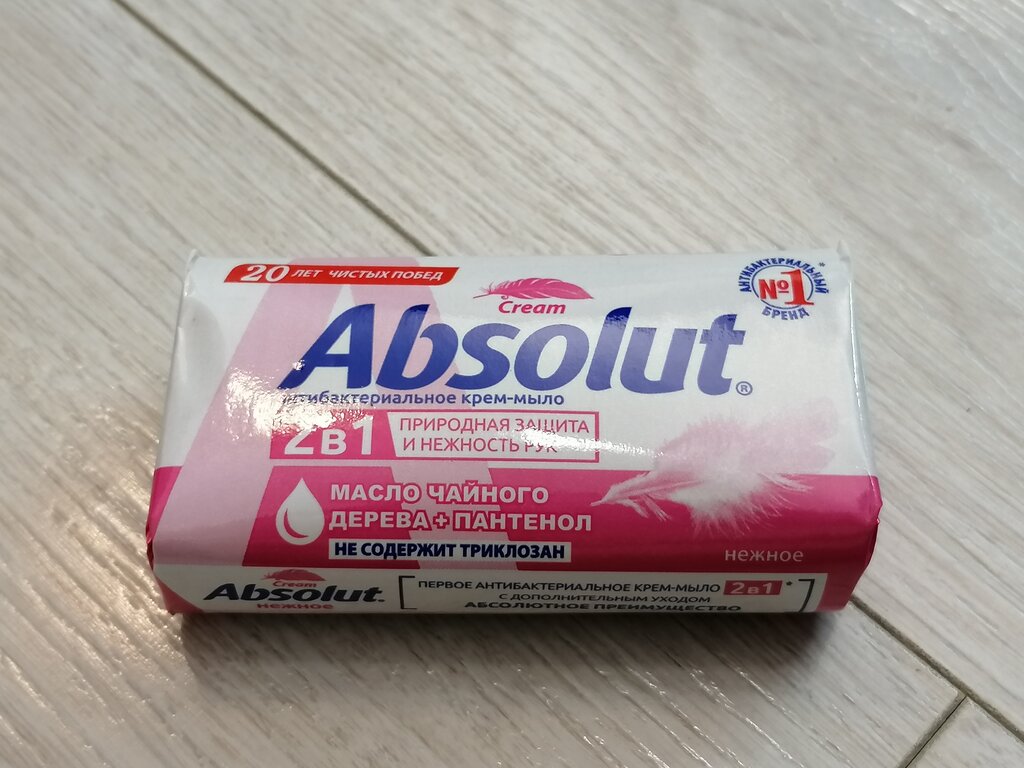 20 ЛЕТ ЧИСТЫХ ПОБЕД
АНТИБАКТЕРИАЛЬНЫЙ*
№1
БРЕНД
Cream
Absolut®
антибактериальное крем-мыло
2в1
ПРИРОДНАЯ ЗАЩИТА
И НЕЖНОСТЬ РУК
МАСЛО ЧАЙНОГО
ДЕРЕВА+ПАНТЕНОЛ
НЕ СОДЕРЖИТ ТРИКЛОЗАН
нежное
Cream
Absolut™
нежное
ПЕРВОЕ АНТИБАКТЕРИАЛЬНОЕ КРЕМ-МЫЛО 2в1*
С ДОПОЛНИТЕЛЬНЫМ УХОДОМ
АБСОЛЮТНОЕ ПРЕИМУЩЕСТВО